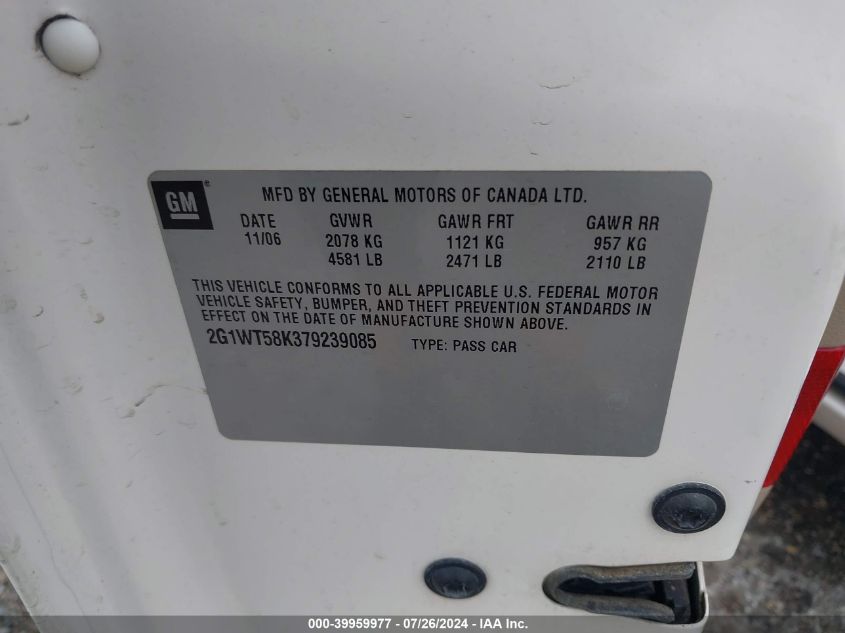 GM ® MFD BY GENERAL MOTORS OF CANADA LTD.
DATE GVWR GAWR FRT GAWR RR
11/06 2078 KG 1121 KG 957 KG
4581 LB 2471 LB 2110 LB
THIS VEHICLE CONFORMS TO ALL APPLICABLE U.S. FEDERAL MOTOR
VEHICLE SAFETY, BUMPER, AND THEFT PREVENTION STANDARDS IN
EFFECT ON THE DATE OF MANUFACTURE SHOWN ABOVE.
2G1WT58K379239085 TYPE: PASS CAR
000-39959977 - 07/26/2024 - IAA Inc.